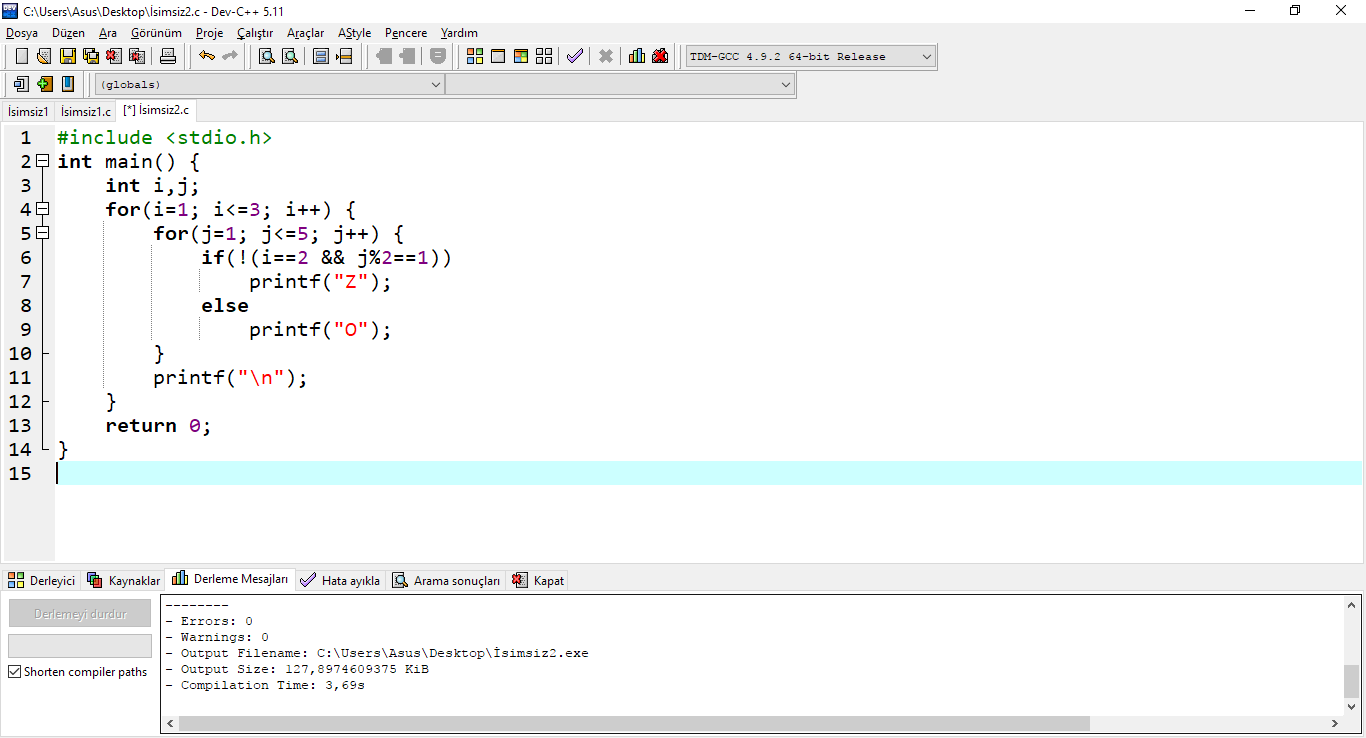 C:\Users\Asus\Desktop\İsimsiz2.c - Dev-C++ 5.11
Dosya Düzen Ara Görünüm Proje Çalıştır Araçlar AStyle Pencere Yardım
TDM-GCC 4.9.2 64-bit Release
(globals)
İsimsiz1 İsimsiz1.c [*] İsimsiz2.c
1 #include <stdio.h>
2 int main() {
3 int i,j;
4 for(i=1; i<=3; i++) {
5 for(j=1; j<=5; j++) {
6 if(!(i==2 && j%2==1))
7 printf("Z");
8 else
9 printf("O");
10 }
11 printf("\n");
12 }
13 return 0;
14 }
15
Derleyici Kaynaklar Derleme Mesajları Hata ayıkla Arama sonuçları Kapat
Derlemeyi durdur
Shorten compiler paths
--------
- Errors: 0
- Warnings: 0
- Output Filename: C:\Users\Asus\Desktop\İsimsiz2.exe
- Output Size: 127,8974609375 KiB
- Compilation Time: 3,69s